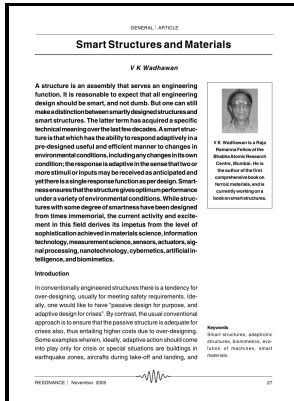 GENERAL | ARTICLE
Smart Structures and Materials
V K Wadhawan
A structure is an assembly that serves an engineering
function. It is reasonable to expect that all engineering
design should be smart, and not dumb. But one can still
make a distinction between smartly designed structures and
smart structures. The latter term has acquired a specific
technical meaning over the last few decades. A smart struc-
ture is that which has the ability to respond adaptively in a
pre-designed useful and efficient manner to changes in
environmental conditions, including any changes in its own
condition; the response is adaptive in the sense that two or
more stimuli or inputs may be received as anticipated and
yet there is a single response function as per design. Smart-
ness ensures that the structure gives optimum performance
under a variety of environmental conditions. While struc-
tures with some degree of smartness have been designed
from times immemorial, the current activity and excite-
ment in this field derives its impetus from the level of
sophistication achieved in materials science, information
technology, measurement science, sensors, actuators, sig-
nal processing, nanotechnology, cybernetics, artificial in-
telligence, and biomimetics.
Introduction
In conventionally engineered structures there is a tendency for
over-designing, usually for meeting safety requirements. Ide-
ally, one would like to have "passive design for purpose, and
adaptive design for crises". By contrast, the usual conventional
approach is to ensure that the passive structure is adequate for
crises also, thus entailing higher costs due to over-designing.
Some examples wherein, ideally, adaptive action should come
into play only for crisis or special situations are buildings in
earthquake zones, aircrafts during take-off and landing, and
V K Wadhawan is a Raja
Ramanna Fellow at the
Bhabha Atomic Research
Centre, Mumbai. He is
the author of the first
comprehensive book on
ferroic materials, and is
currently working on a
book on smart structures.
Keywords
Smart structures, adaptronic
structures, biomimetics, evo-
lution of machines, smart
materials.
RESONANCE | November 2005
27